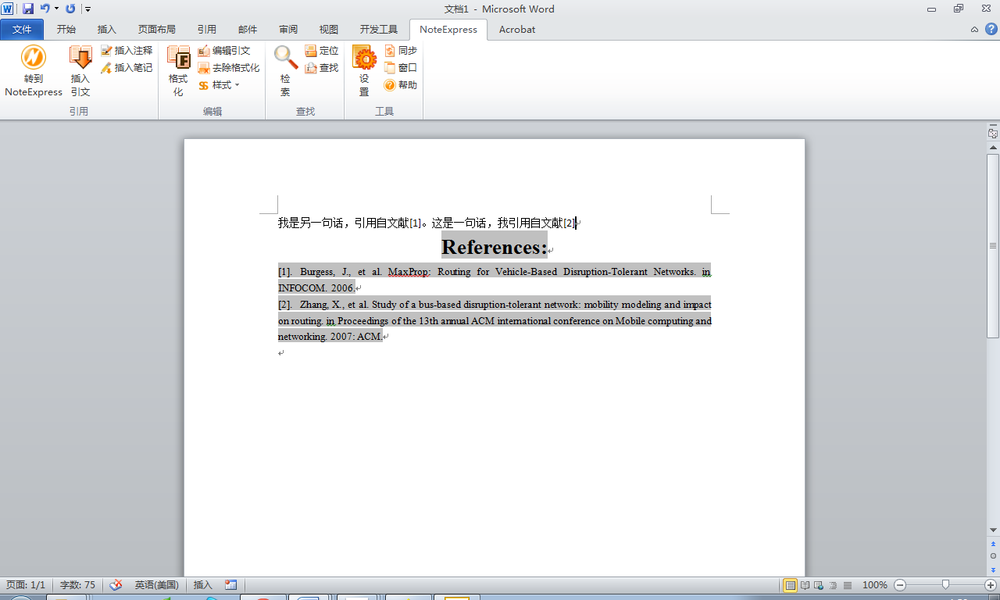 文档1 - Microsoft Word
文件 开始 插入 页面布局 引用 邮件 审阅 视图 开发工具 NoteExpress Acrobat
转到
NoteExpress
插入
引文
插入注释
插入笔记
引用
格式
化
编辑引文
去除格式化
样式
编辑
检
索
定位
查找
查找
设
置
同步
窗口
帮助
工具
我是另一句话，引用自文献[1]。这是一句话，我引用自文献[2]
References:
[1]. Burgess, J., et al. MaxProp: Routing for Vehicle-Based Disruption-Tolerant Networks. in
INFOCOM. 2006.
[2]. Zhang, X., et al. Study of a bus-based disruption-tolerant network: mobility modeling and impact
on routing. in Proceedings of the 13th annual ACM international conference on Mobile computing and
networking. 2007: ACM.
页面: 1/1 字数: 75 英语(美国) 插入 100%